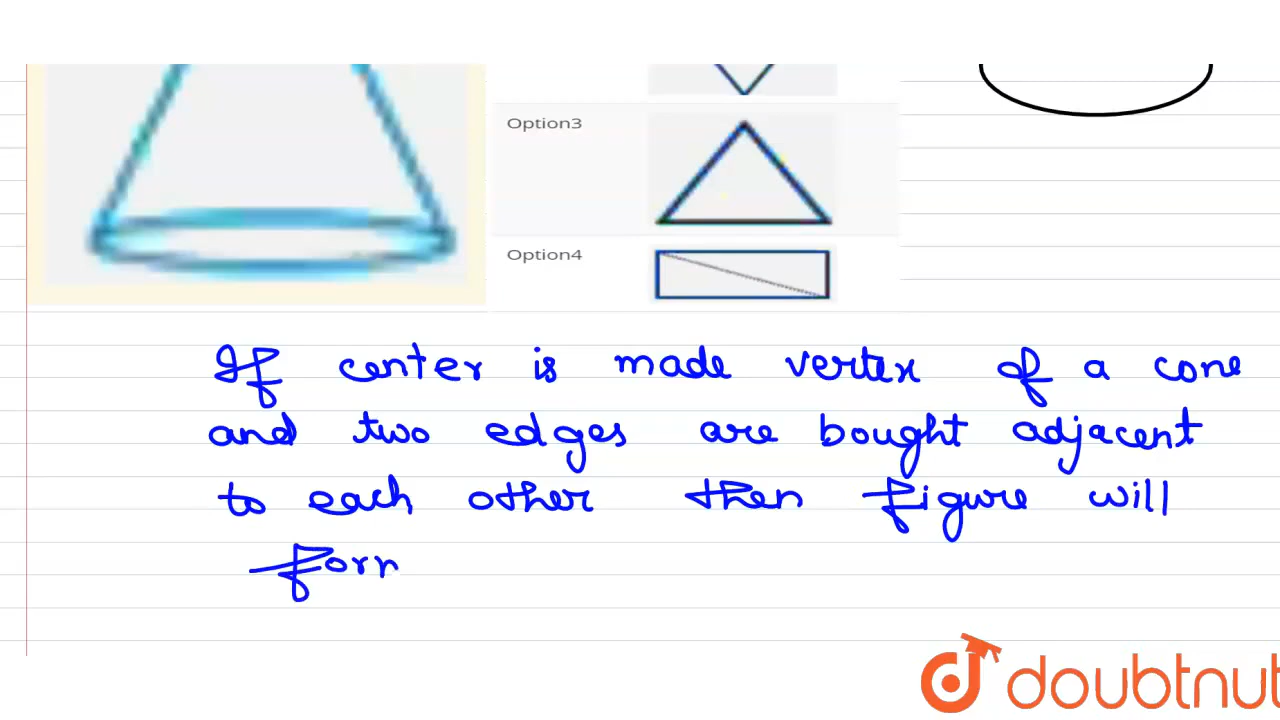 Option3
Option4
If center is made vertex of a cone
and two edges are bought adjacent
to each other then figure will
form
doubtnut